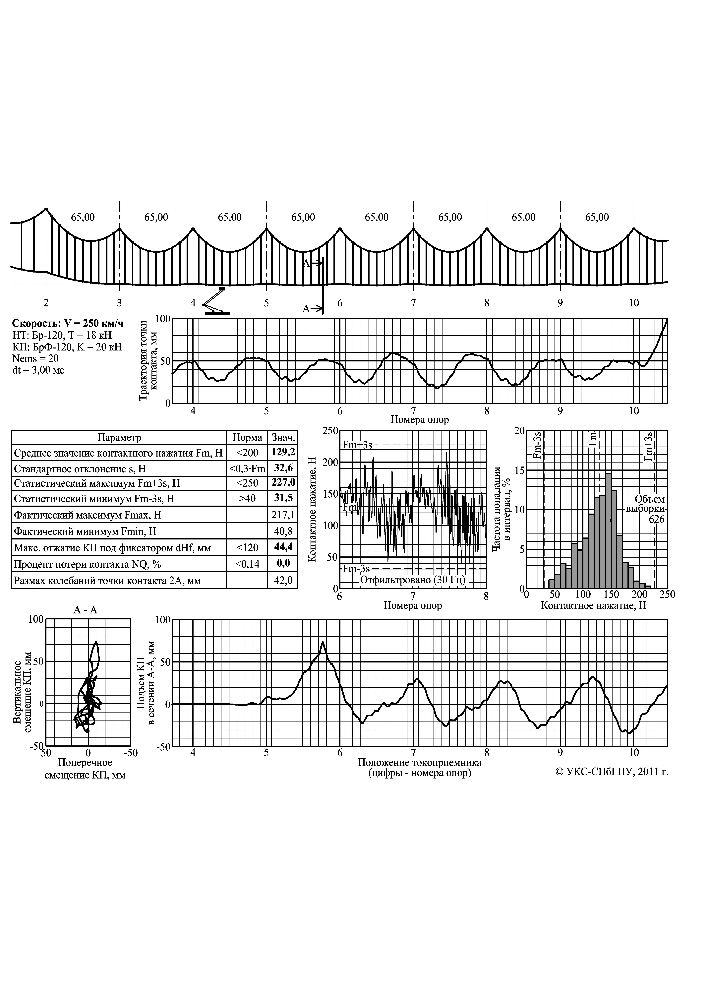 65,00 65,00 65,00 65,00 65,00 65,00 65,00 65,00
А
А
2 3 4 5 6 7 8 9 10
Скорость: V = 250 км/ч
НТ: Бр-120, T = 18 кН
КП: БрФ-120, K = 20 кН
Nems = 20
dt = 3,00 мс
Траектория точки
контакта, мм
100
50
0
4 5 6 7 8 9 10
Номера опор
Параметр Норма Знач.
Среднее значение контактного нажатия Fm, Н <200 129,2
Стандартное отклонение s, Н <0,3·Fm 32,6
Статистический максимум Fm+3s, Н <250 227,0
Статистический минимум Fm-3s, Н >40 31,5
Фактический максимум Fmax, Н 217,1
Фактический минимум Fmin, Н 40,8
Макс. отжатие КП под фиксатором dHf, мм <120 44,4
Процент потери контакта NQ, % <0,14 0,0
Размах колебаний точки контакта 2А, мм 42,0
Контактное нажатие, Н
250
200
150
100
50
0
Fm+3s
Fm
Fm-3s
Отфильтровано (30 Гц)
6 7 8
Номера опор
Частота попадания
в интервал, %
20
15
10
5
0
Fm-3s
Fm
Fm+3s
Объем
выборки
626
0 50 100 150 200 250
Контактное нажатие, Н
А - А
Вертикальное
смещение КП, мм
100
50
0
-50
50 0 -50
Поперечное
смещение КП, мм
Подъем КП
в сечении А-А, мм
100
50
0
-50
4 5 6 7 8 9 10
Положение токоприемника
(цифры - номера опор)
© УКС-СПбГПУ, 2011 г.